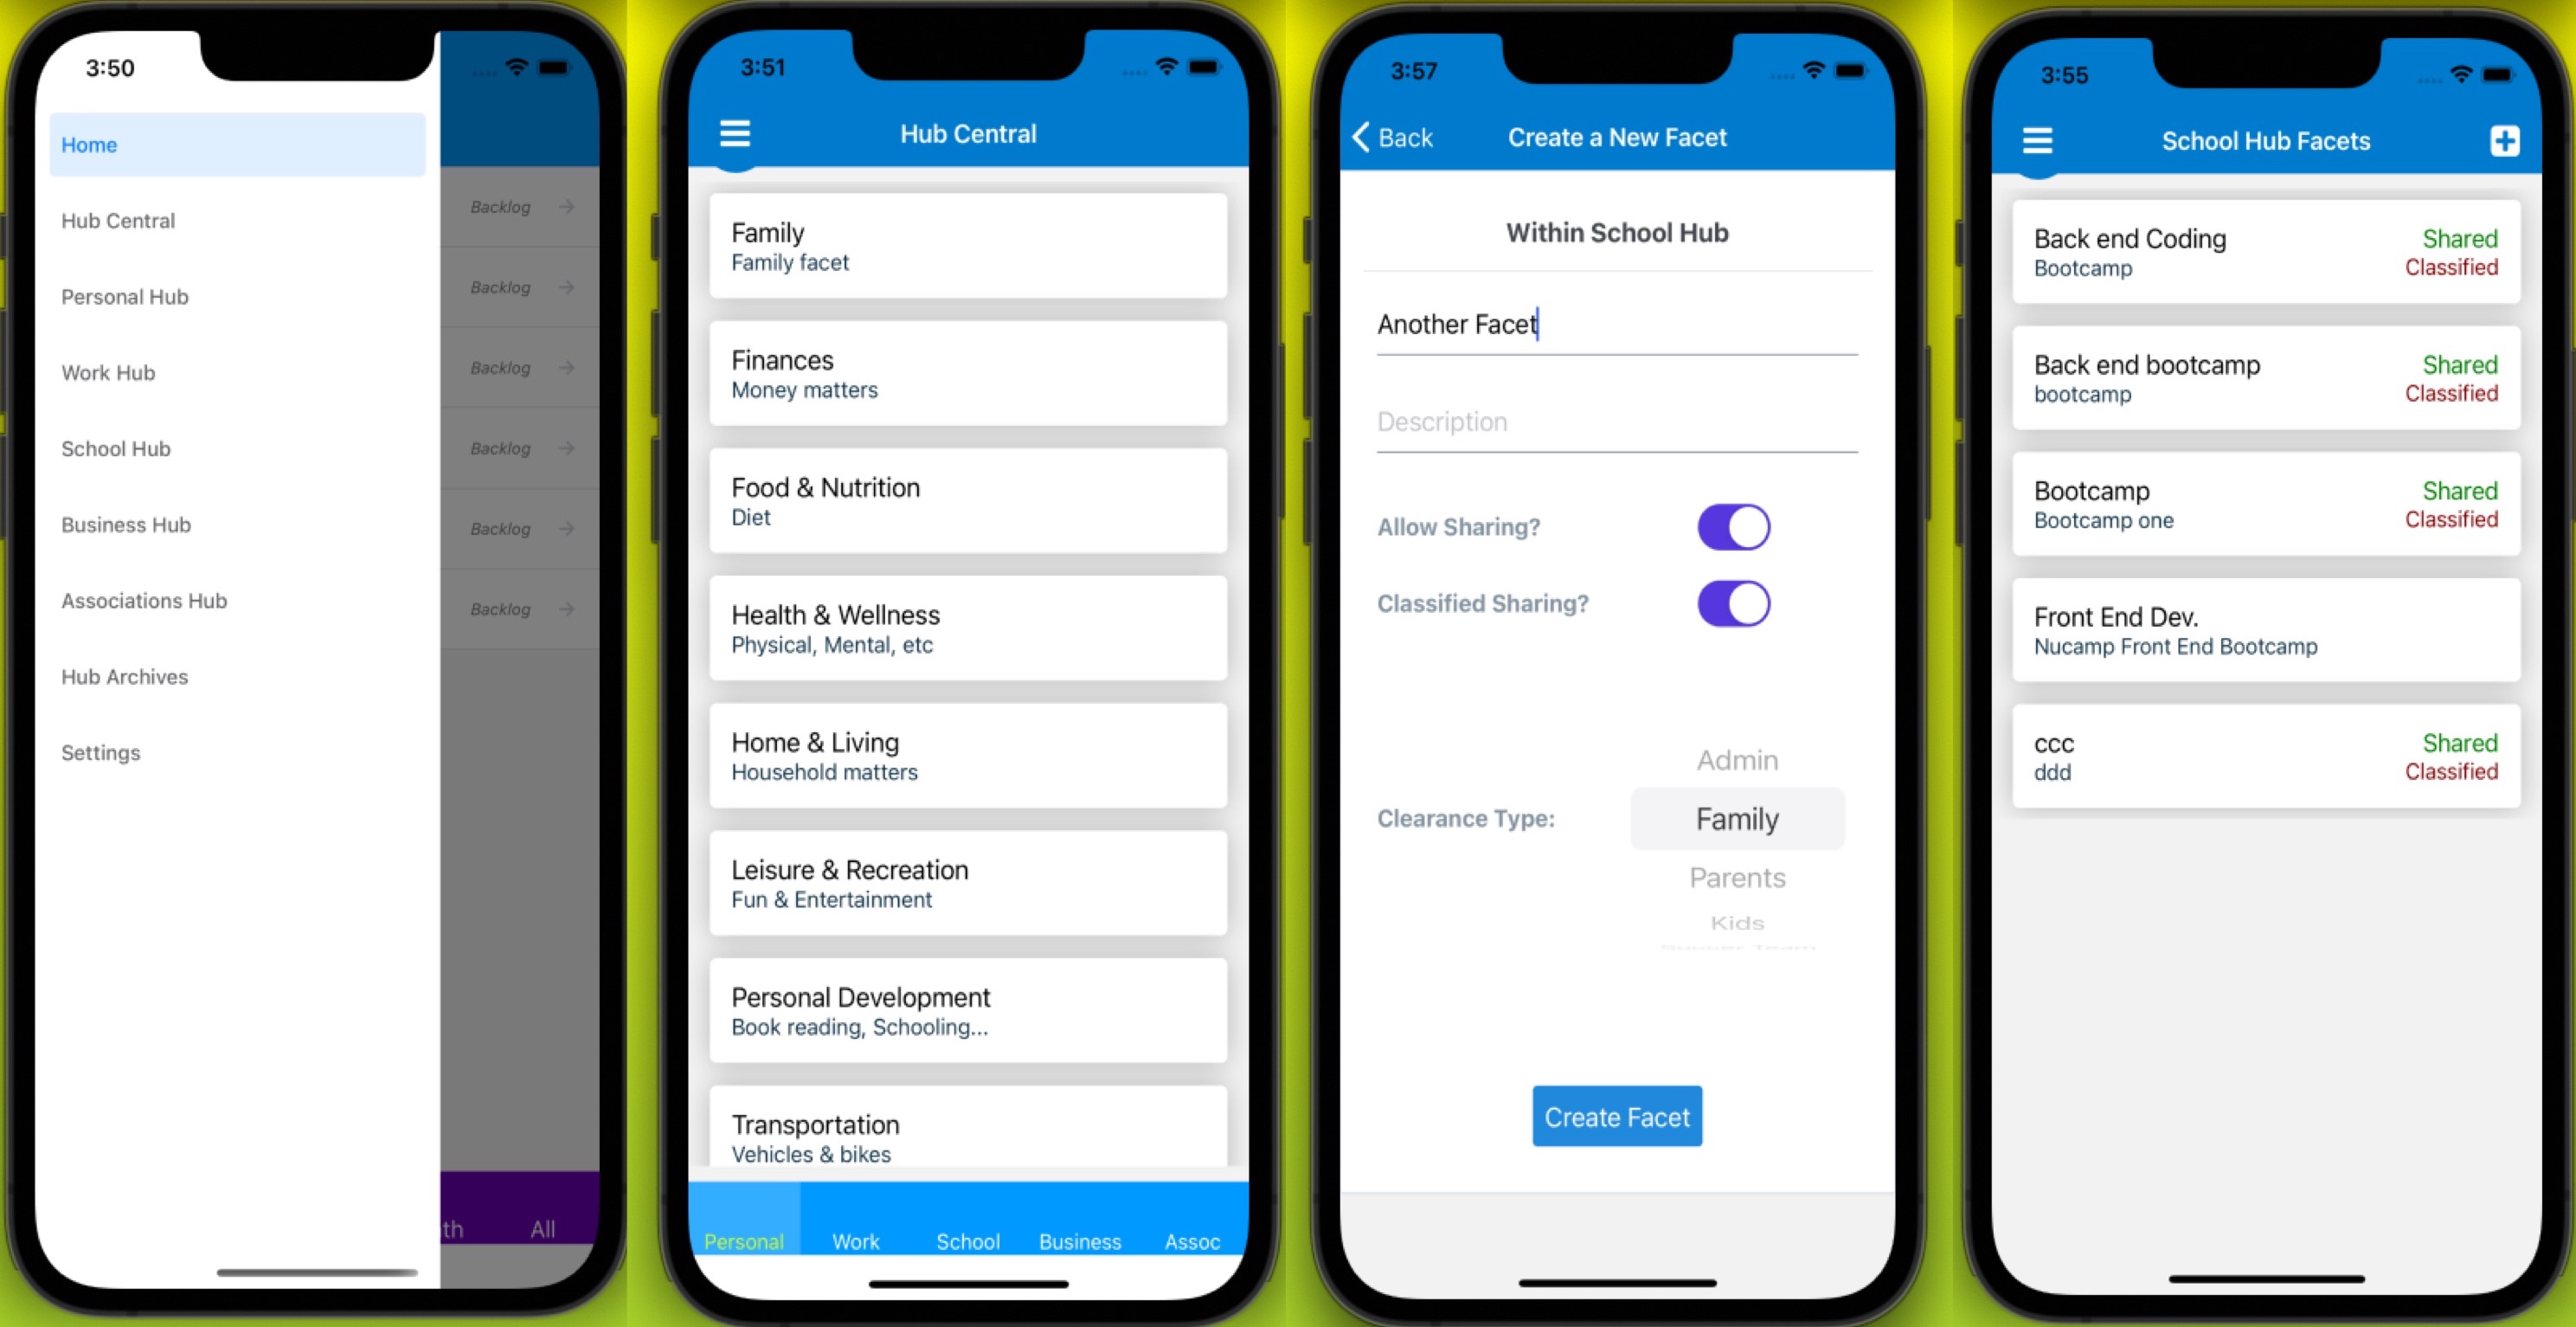 3:50
Home
Hub Central
Personal Hub
Work Hub
School Hub
Business Hub
Associations Hub
Hub Archives
Settings
Backlog
Backlog
Backlog
Backlog
Backlog
Backlog
th All
3:51
Hub Central
Family
Family facet
Finances
Money matters
Food & Nutrition
Diet
Health & Wellness
Physical, Mental, etc
Home & Living
Household matters
Leisure & Recreation
Fun & Entertainment
Personal Development
Book reading, Schooling...
Transportation
Vehicles & bikes
Personal Work School Business Assoc
3:57
Back Create a New Facet
Within School Hub
Another Facet
Description
Allow Sharing?
Classified Sharing?
Admin
Clearance Type: Family
Parents
Kids
Create Facet
3:55
School Hub Facets
Back end Coding Shared
Bootcamp Classified
Back end bootcamp Shared
bootcamp Classified
Bootcamp Shared
Bootcamp one Classified
Front End Dev.
Nucamp Front End Bootcamp
ccc Shared
ddd Classified